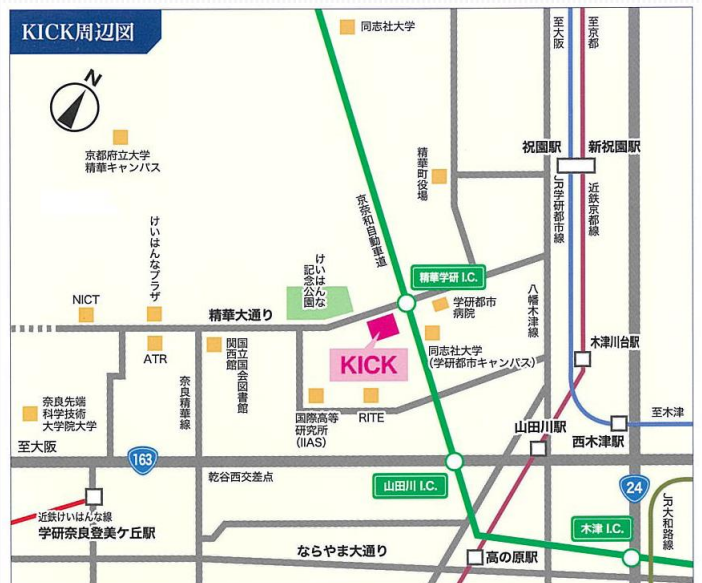 KICK周辺図
N
同志社大学
至大阪
至京都
京都府立大学
精華キャンパス
精華町役場
祝園駅
新祝園駅
JR学研都市線
近鉄京都線
京奈和自動車道
けいはんなプラザ
けいはんな
記念公園
精華学研 I.C.
NICT
精華大通り
学研都市
病院
八幡木津線
ATR
国立国会図書館
関西館
KICK
同志社大学
(学研都市キャンパス)
木津川台駅
奈良先端
科学技術
大学院大学
奈良精華線
国際高等
研究所
(IIAS)
RITE
至木津
山田川駅
西木津駅
至大阪
163
乾谷西交差点
山田川 I.C.
24
近鉄けいはんな線
学研奈良登美ケ丘駅
木津 I.C.
JR大和路線
ならやま大通り
高の原駅